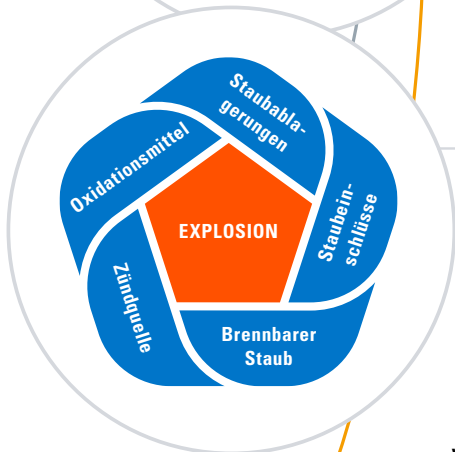 Staubabla-
gerungen
Oxidationsmittel
EXPLOSION
Staubein-
schlüsse
Zündquelle
Brennbarer
Staub